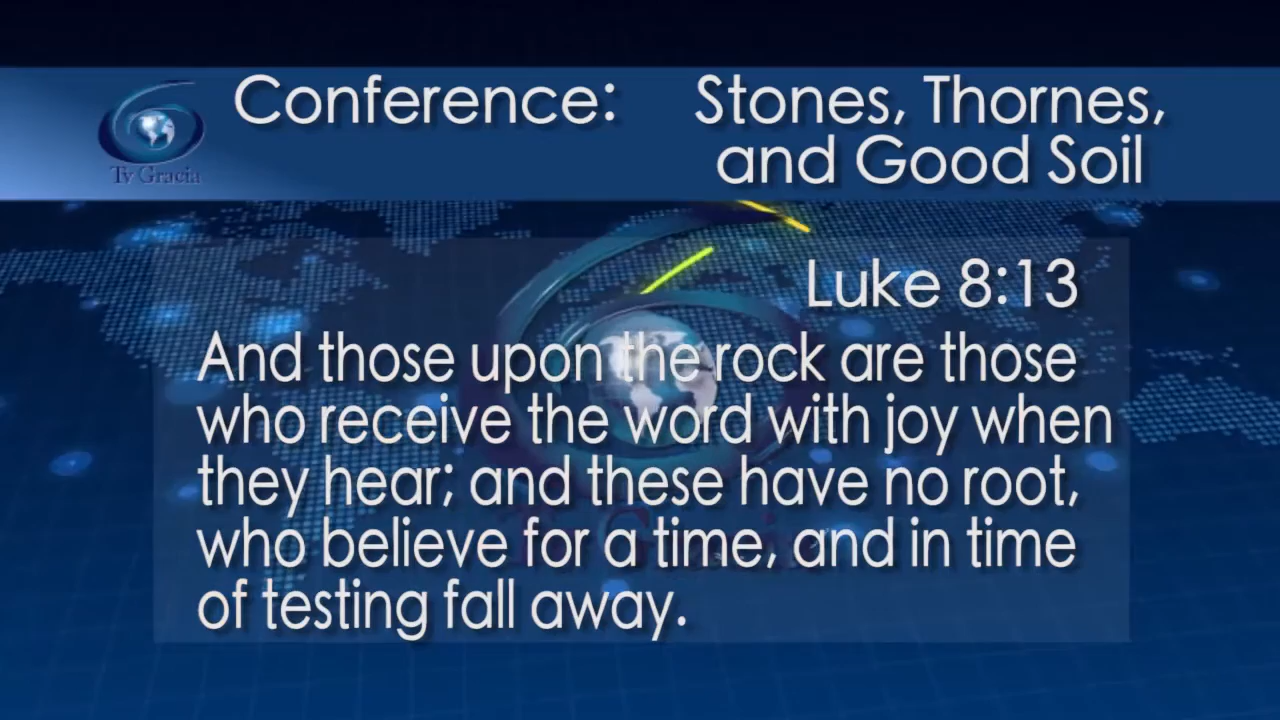 Conference: Stones, Thornes,
and Good Soil
Tv Gracia
Luke 8:13
And those upon the rock are those
who receive the word with joy when
they hear; and these have no root,
who believe for a time, and in time
of testing fall away.